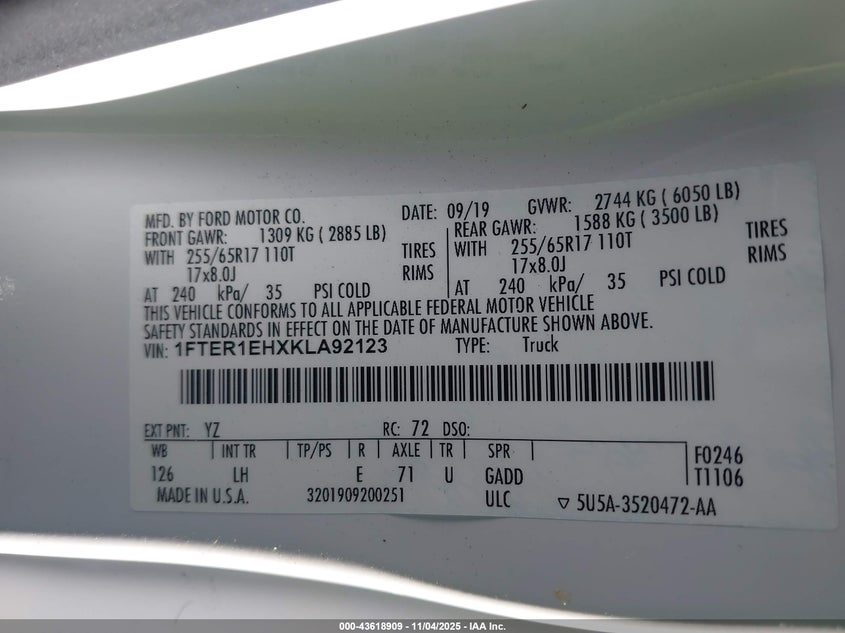 MFD. BY FORD MOTOR CO. DATE: 09/19 GVWR: 2744 KG ( 6050 LB)
FRONT GAWR: 1309 KG ( 2885 LB) REAR GAWR: 1588 KG ( 3500 LB)
WITH 255/65R17 110T TIRES WITH 255/65R17 110T TIRES
17x8.0J RIMS 17x8.0J RIMS
AT 240 kPa/ 35 PSI COLD AT 240 kPa/ 35 PSI COLD
THIS VEHICLE CONFORMS TO ALL APPLICABLE FEDERAL MOTOR VEHICLE
SAFETY STANDARDS IN EFFECT ON THE DATE OF MANUFACTURE SHOWN ABOVE.
VIN: 1FTER1EHXKLA92123 TYPE: Truck
EXT PNT: YZ RC: 72 DSO:
WB INT TR TP/PS R AXLE TR SPR F0246
126 LH E 71 U GADD T1106
MADE IN U.S.A. 3201909200251 ULC ▽ 5U5A-3520472-AA
000-43618909 - 11/04/2025 - IAA Inc.